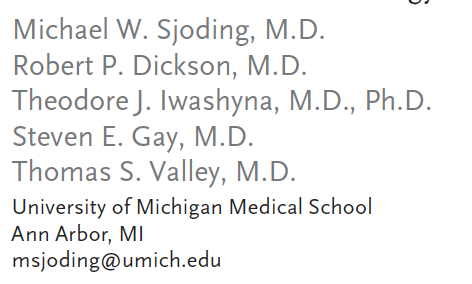 Michael W. Sjoding, M.D.
Robert P. Dickson, M.D.
Theodore J. Iwashyna, M.D., Ph.D.
Steven E. Gay, M.D.
Thomas S. Valley, M.D.
University of Michigan Medical School
Ann Arbor, MI
msjoding@umich.edu